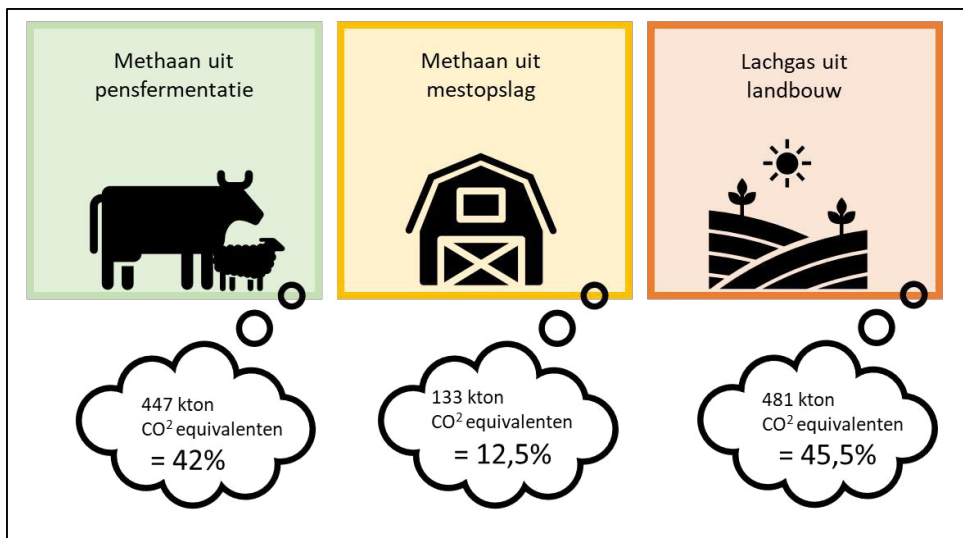 Methaan uit
pensfermentatie
Methaan uit
mestopslag
Lachgas uit
landbouw
447 kton
CO² equivalenten
= 42%
133 kton
CO² equivalenten
= 12,5%
481 kton
CO² equivalenten
= 45,5%